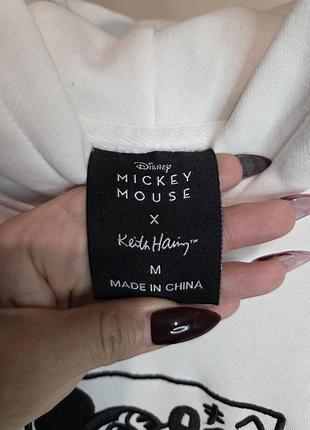 Disney
MICKEY
MOUSE
X
Keith Haring™
M
MADE IN CHINA